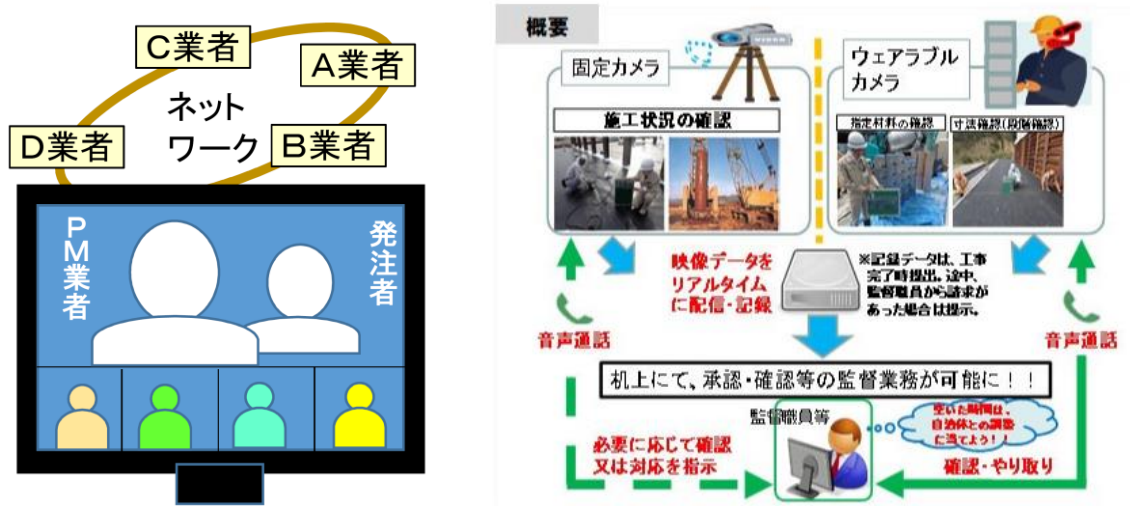 C業者
A業者
ネット
ワーク
D業者
B業者
PM業者
発注者
概要
固定カメラ
施工状況の確認
ウェアラブル
カメラ
指定材料の確認
寸法確認(段階確認)
映像データを
リアルタイム
に配信・記録
※記録データは、工事
完了時提出。途中、
監督職員から請求が
あった場合は提示。
音声通話
音声通話
机上にて、承認・確認等の監督業務が可能に!!
監督職員等
空いた時間は、
自治体との調整
に当てよう!!
必要に応じて確認
又は対応を指示
確認・やり取り